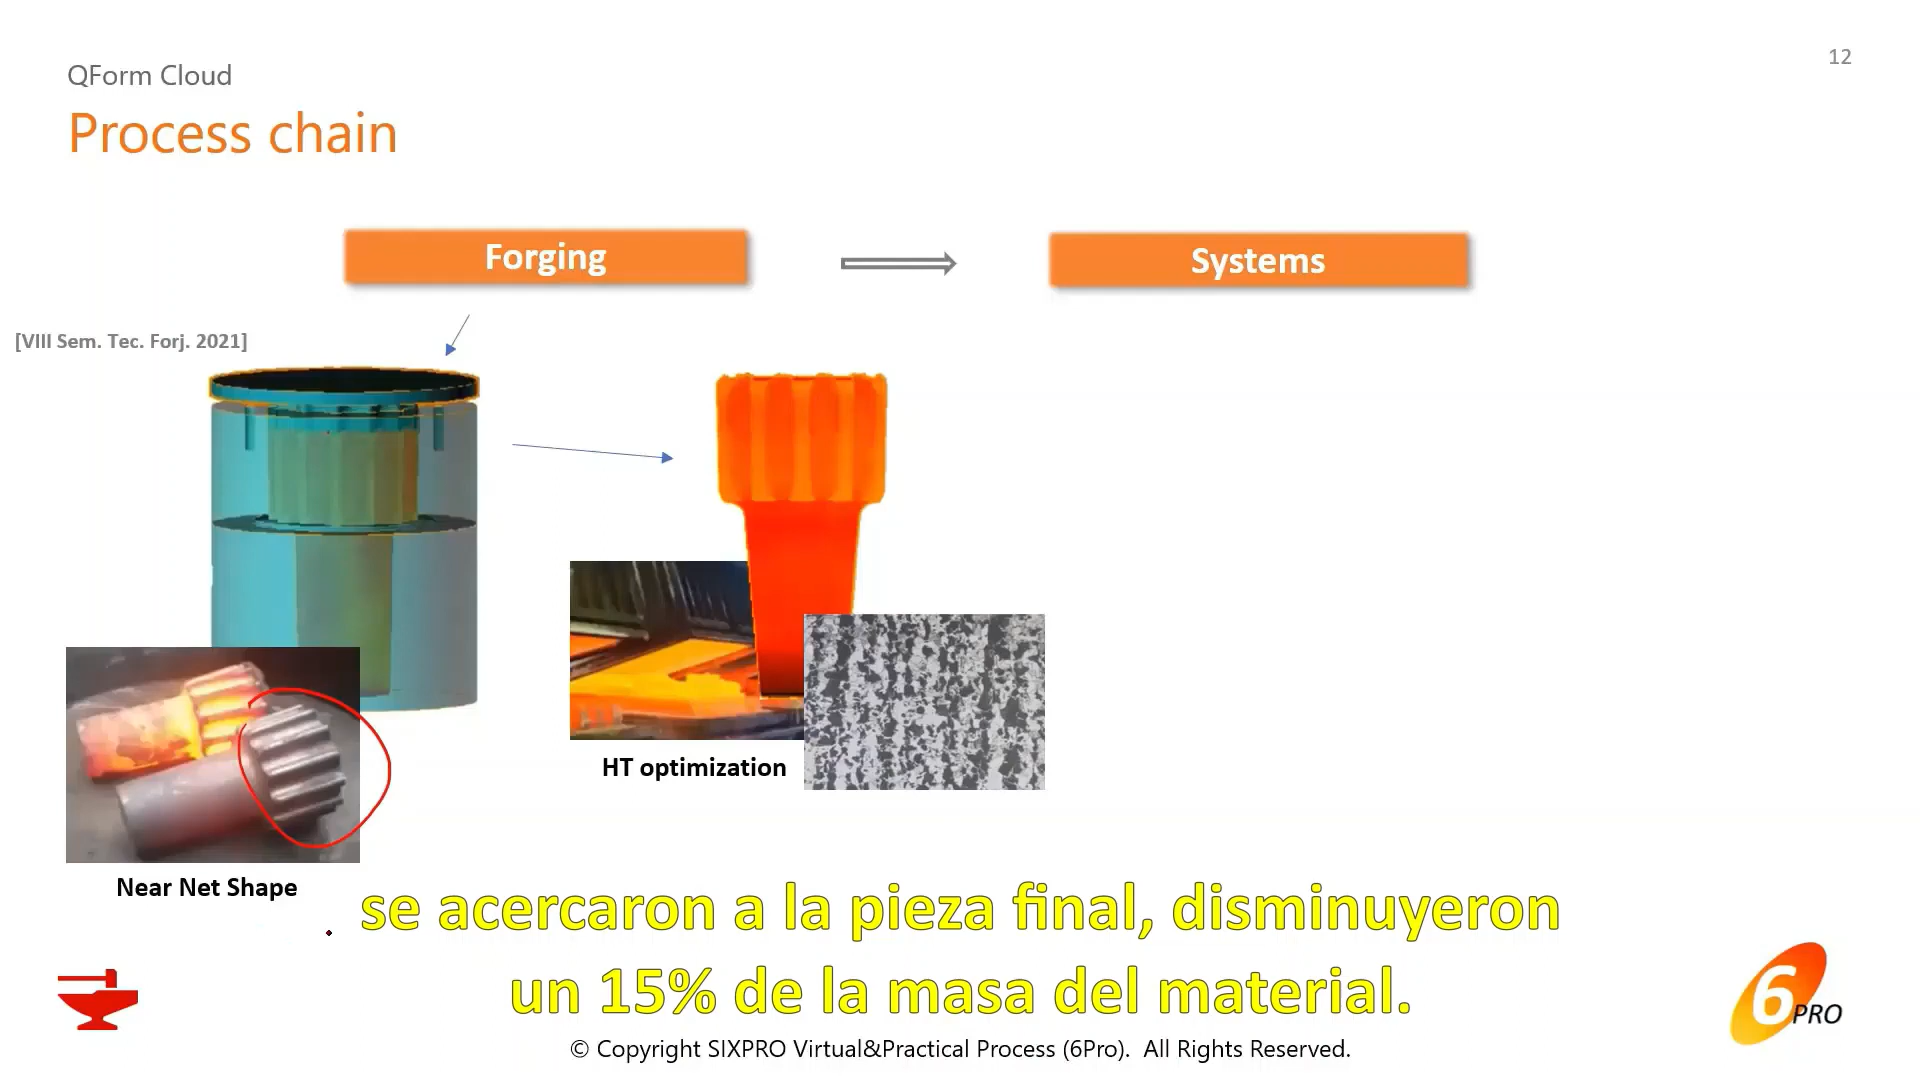 QForm Cloud
12
Process chain
Forging
Systems
[VIII Sem. Tec. Forj. 2021]
HT optimization
Near Net Shape
se acercaron a la pieza final, disminuyeron
un 15% de la masa del material.
6PRO
© Copyright SIXPRO Virtual&Practical Process (6Pro).  All Rights Reserved.